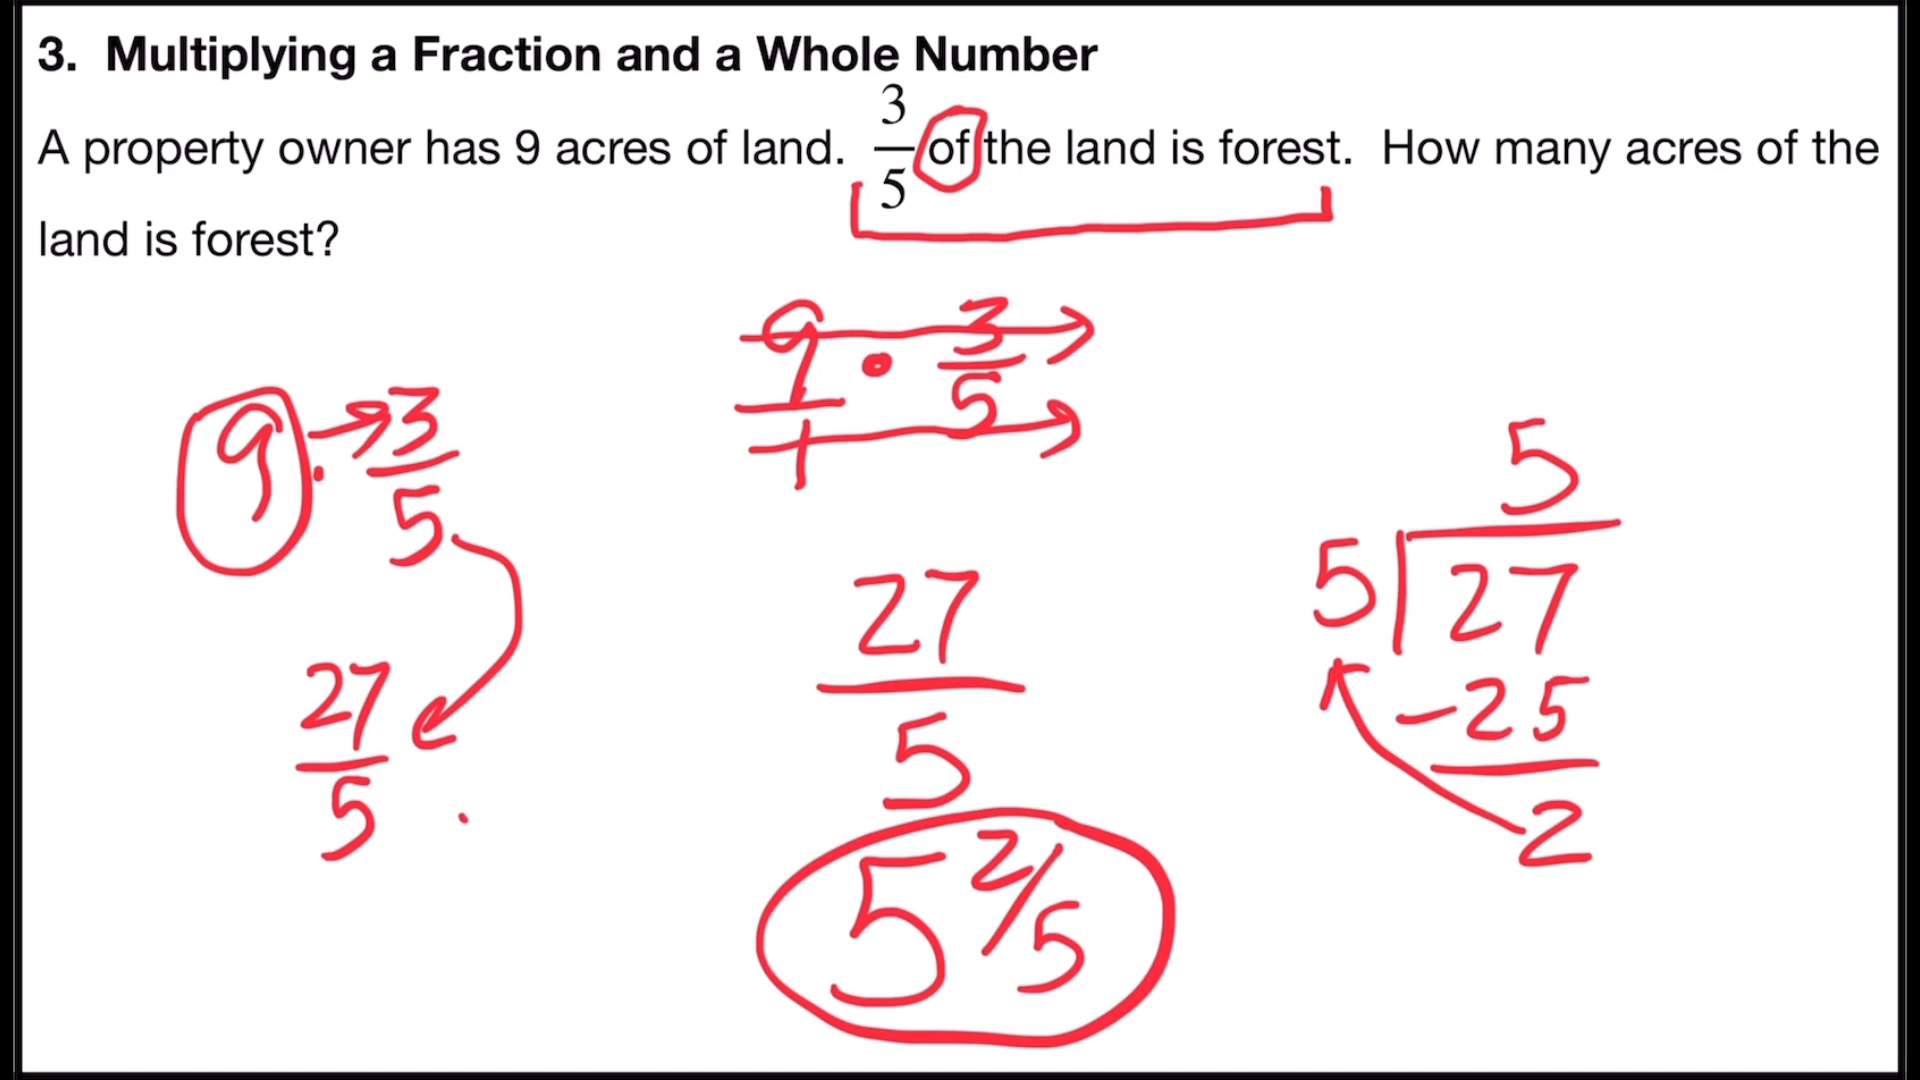 3. Multiplying a Fraction and a Whole Number
A property owner has 9 acres of land. 3/5 of the land is forest. How many acres of the
land is forest?
9 · 3/5
27/5
9/1 · 3/5
27/5
5 2/5
5
5 27
-25
2